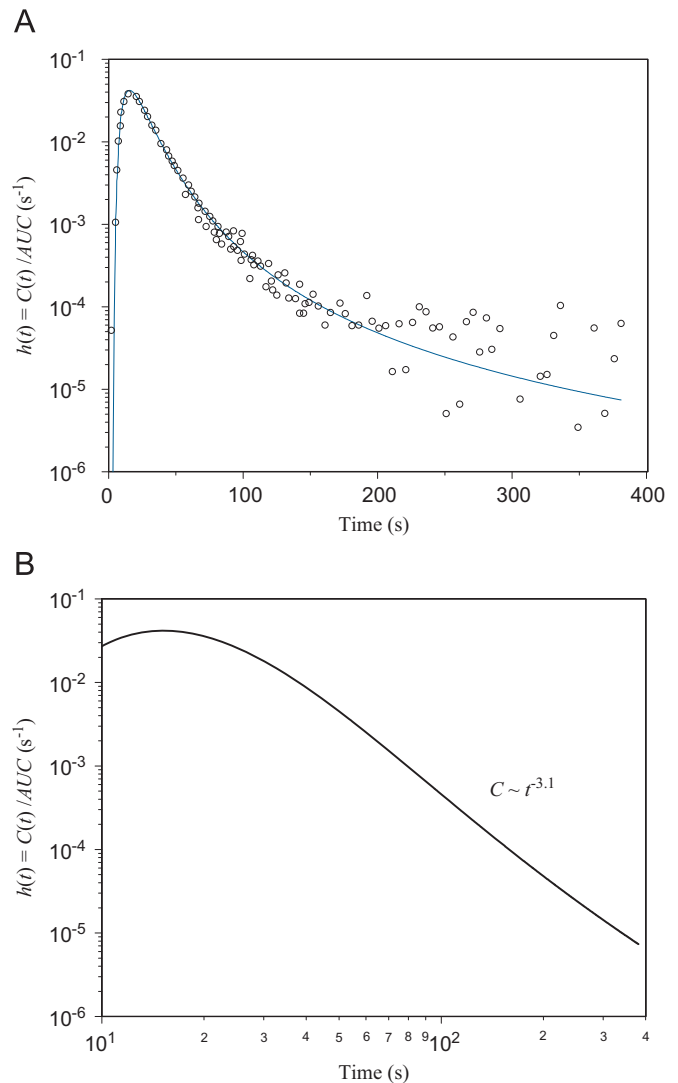 A
10-1
10-2
10-3
10-4
10-5
10-6
h(t) = C(t) /AUC (s-1)
0 100 200 300 400
Time (s)
B
10-1
10-2
10-3
10-4
10-5
10-6
h(t) = C(t) /AUC (s-1)
C ~ t-3.1
101 2 3 4 5 6 7 8 9 102 2 3 4
Time (s)